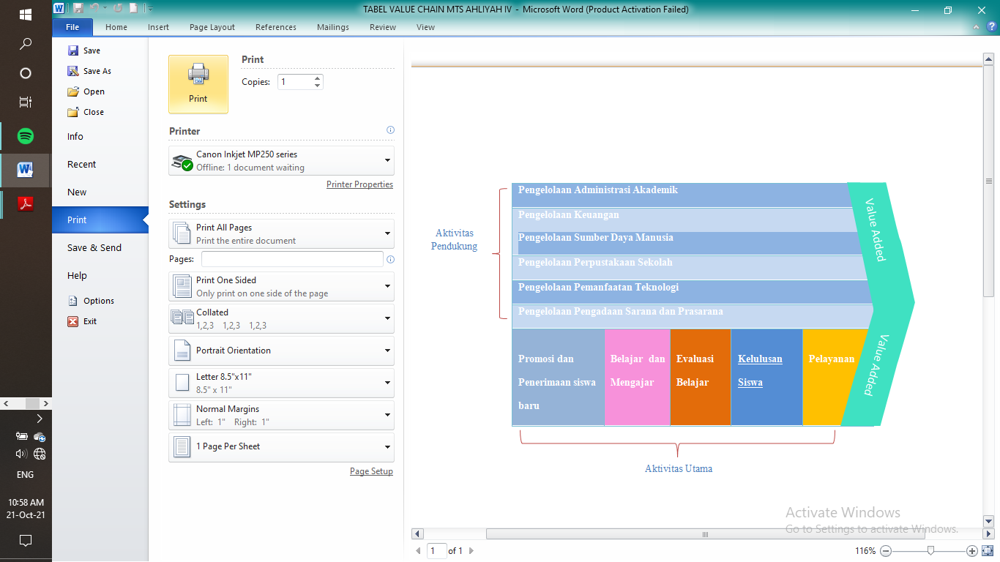 TABEL VALUE CHAIN MTS AHLIYAH IV - Microsoft Word (Product Activation Failed)
File Home Insert Page Layout References Mailings Review View
Save
Save As
Open
Close
Info
Recent
New
Print
Save & Send
Help
Options
Exit
Print
Print
Copies: 1
Printer
Canon Inkjet MP250 series
Offline: 1 document waiting
Printer Properties
Settings
Print All Pages
Print the entire document
Pages:
Print One Sided
Only print on one side of the page
Collated
1,2,3 1,2,3 1,2,3
Portrait Orientation
Letter 8.5"x11"
8.5" x 11"
Normal Margins
Left: 1" Right: 1"
1 Page Per Sheet
Page Setup
Aktivitas
Pendukung
Pengelolaan Administrasi Akademik
Pengelolaan Keuangan
Pengelolaan Sumber Daya Manusia
Pengelolaan Perpustakaan Sekolah
Pengelolaan Pemanfaatan Teknologi
Pengelolaan Pengadaan Sarana dan Prasarana
Value Added
Value Added
Promosi dan
Penerimaan siswa
baru
Belajar dan
Mengajar
Evaluasi
Belajar
Kelulusan
Siswa
Pelayanan
Aktivitas Utama
Activate Windows
Go to Settings to activate Windows.
1 of 1
116%
ENG
10:58 AM
21-Oct-21